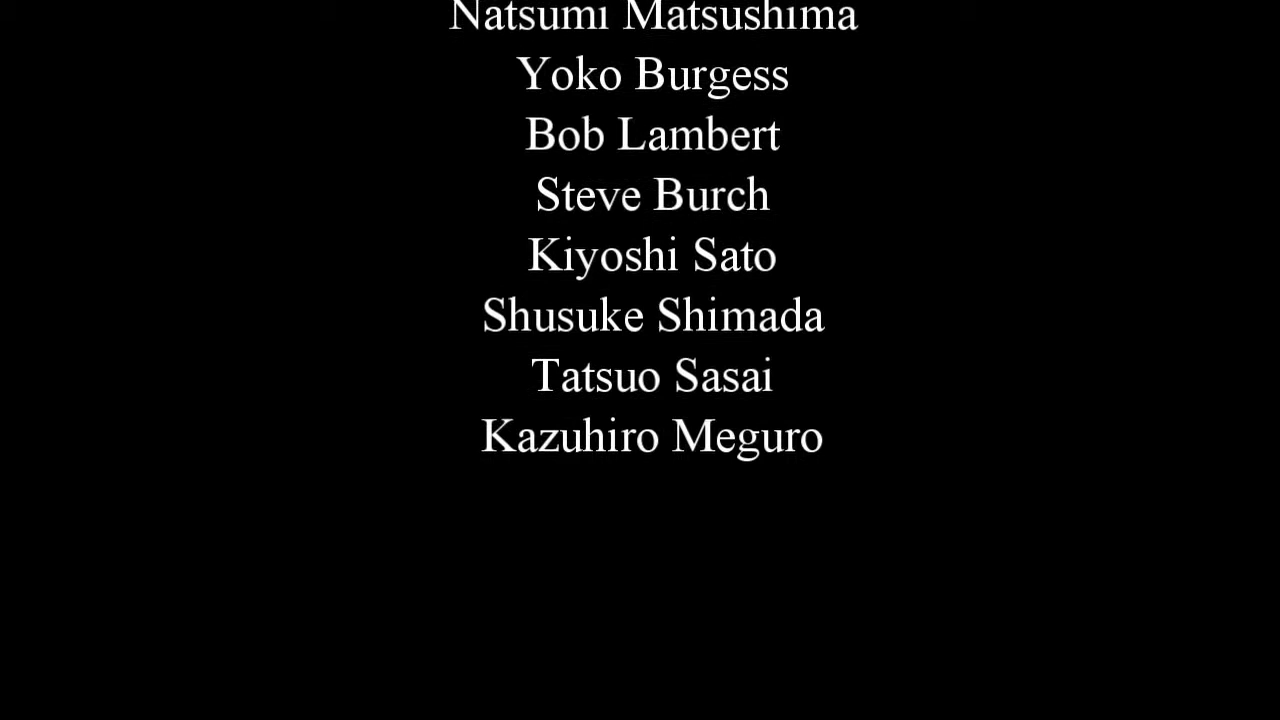 Natsumi Matsushima
Yoko Burgess
Bob Lambert
Steve Burch
Kiyoshi Sato
Shusuke Shimada
Tatsuo Sasai
Kazuhiro Meguro